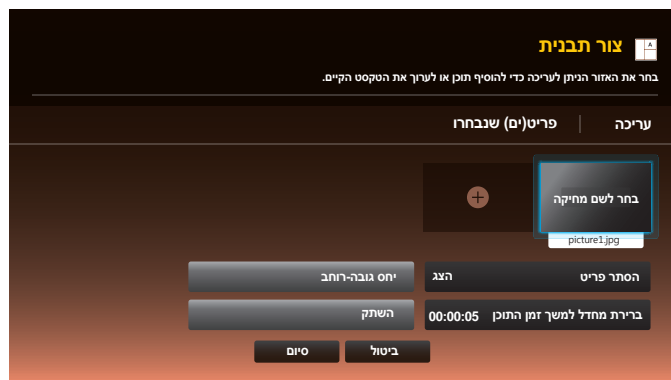 צור תבנית
בחר את האזור הניתן לעריכה כדי להוסיף תוכן או לערוך את הטקסט הקיים.
עריכה | פריט(ים) שנבחרו
בחר לשם מחיקה
picture1.jpg
הסתר פריט הצג יחס גובה-רוחב
ברירת מחדל למשך זמן התוכן 00:00:05 השתק
ביטול סיום